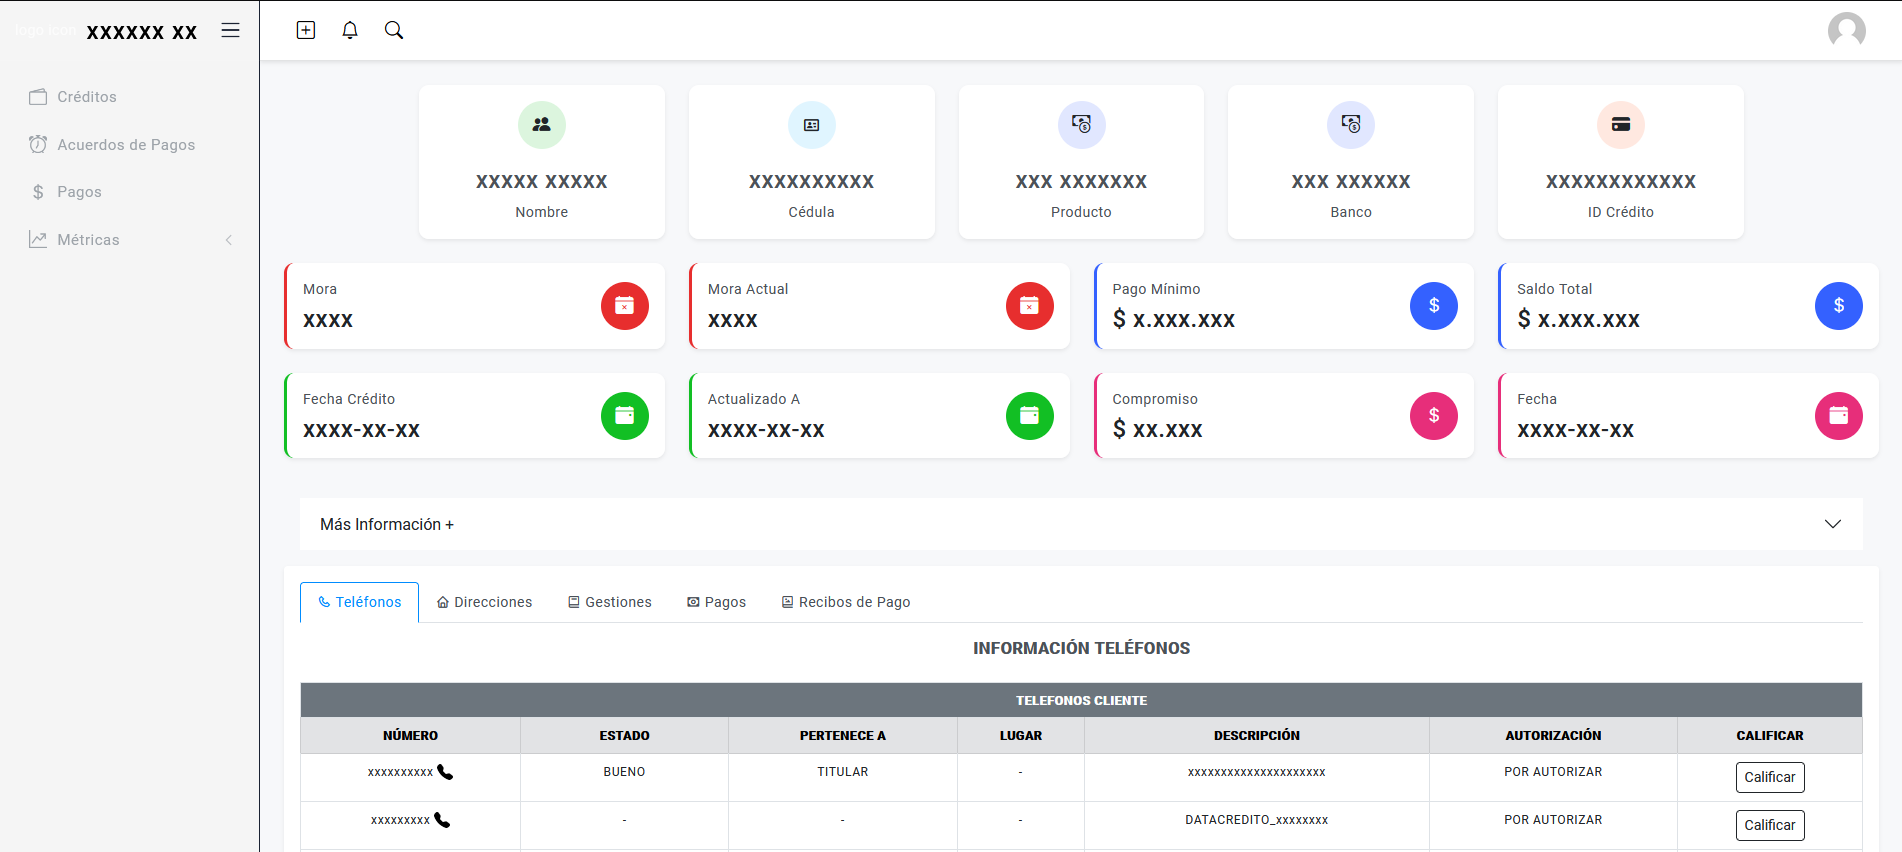 logo icon XXXXXX XX
Créditos
Acuerdos de Pagos
Pagos
Métricas
XXXXX XXXXX
Nombre
XXXXXXXXXX
Cédula
XXX XXXXXXX
Producto
XXX XXXXXX
Banco
XXXXXXXXXXXX
ID Crédito
Mora
XXXX
Mora Actual
XXXX
Pago Mínimo
$ X.XXX.XXX
Saldo Total
$ X.XXX.XXX
Fecha Crédito
XXXX-XX-XX
Actualizado A
XXXX-XX-XX
Compromiso
$ XX.XXX
Fecha
XXXX-XX-XX
Más Información +
Teléfonos Direcciones Gestiones Pagos Recibos de Pago
INFORMACIÓN TELÉFONOS
TELEFONOS CLIENTE
NÚMERO ESTADO PERTENECE A LUGAR DESCRIPCIÓN AUTORIZACIÓN CALIFICAR
xxxxxxxxxx BUENO TITULAR - xxxxxxxxxxxxxxxxxxxxx POR AUTORIZAR Calificar
xxxxxxxxx - - - DATACREDITO_xxxxxxxx POR AUTORIZAR Calificar